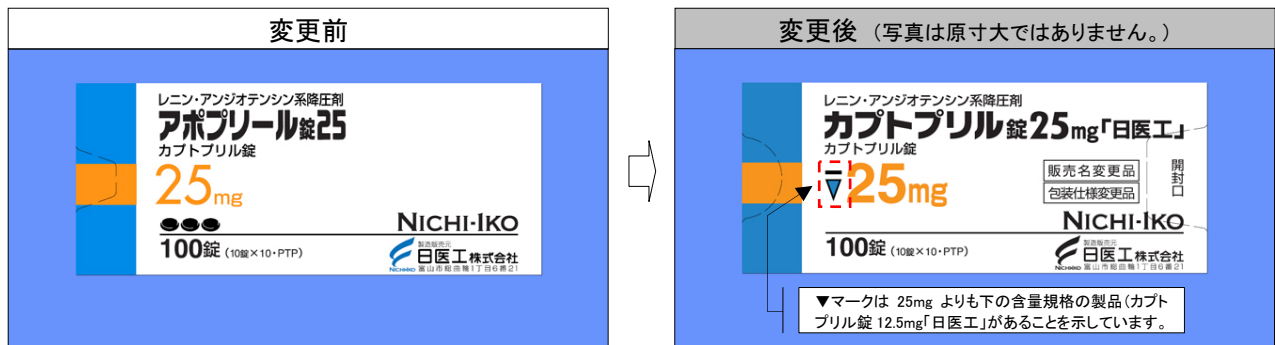 変更前
レニン・アンジオテンシン系降圧剤
アポプリール錠25
カプトプリル錠
25mg
NICHI-IKO
100錠 (10錠×10・PTP)
製造販売元
日医工株式会社
NICHI-IKO 富山市総曲輪1丁目6番21
変更後 (写真は原寸大ではありません。)
レニン・アンジオテンシン系降圧剤
カプトプリル錠25mg「日医工」
カプトプリル錠
25mg
販売名変更品
包装仕様変更品
開封口
NICHI-IKO
100錠 (10錠×10・PTP)
製造販売元
日医工株式会社
NICHI-IKO 富山市総曲輪1丁目6番21
▼マークは 25mg よりも下の含量規格の製品(カプト
プリル錠 12.5mg「日医工」があることを示しています。